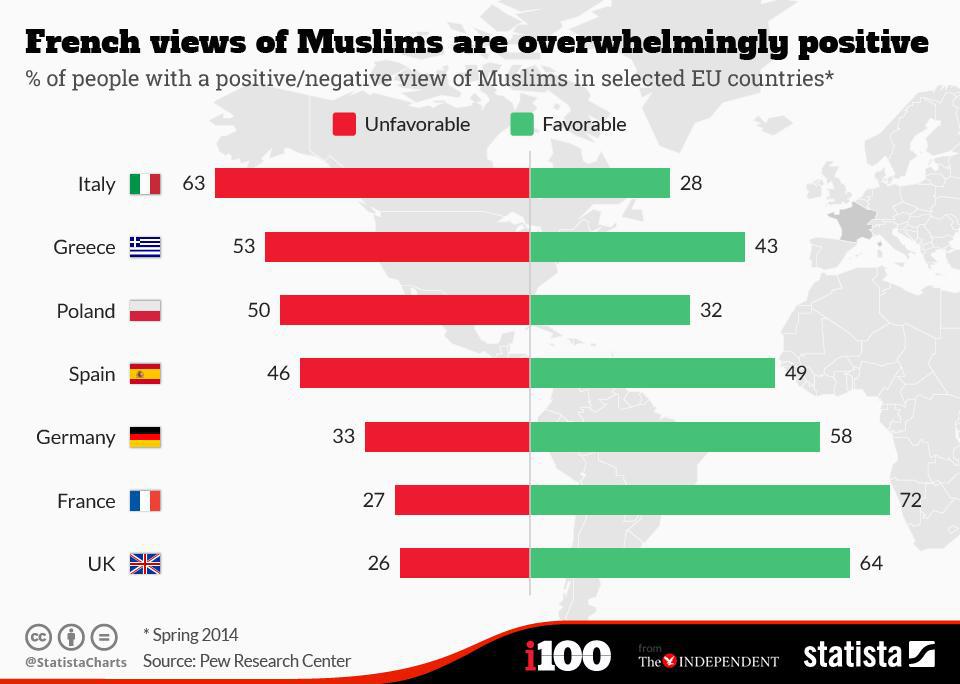 French views of Muslims are overwhelmingly positive
% of people with a positive/negative view of Muslims in selected EU countries*
Unfavorable Favorable
Italy 63 28
Greece 53 43
Poland 50 32
Spain 46 49
Germany 33 58
France 27 72
UK 26 64
cc =
@StatistaCharts
* Spring 2014
Source: Pew Research Center
i100
from
The INDEPENDENT
statista